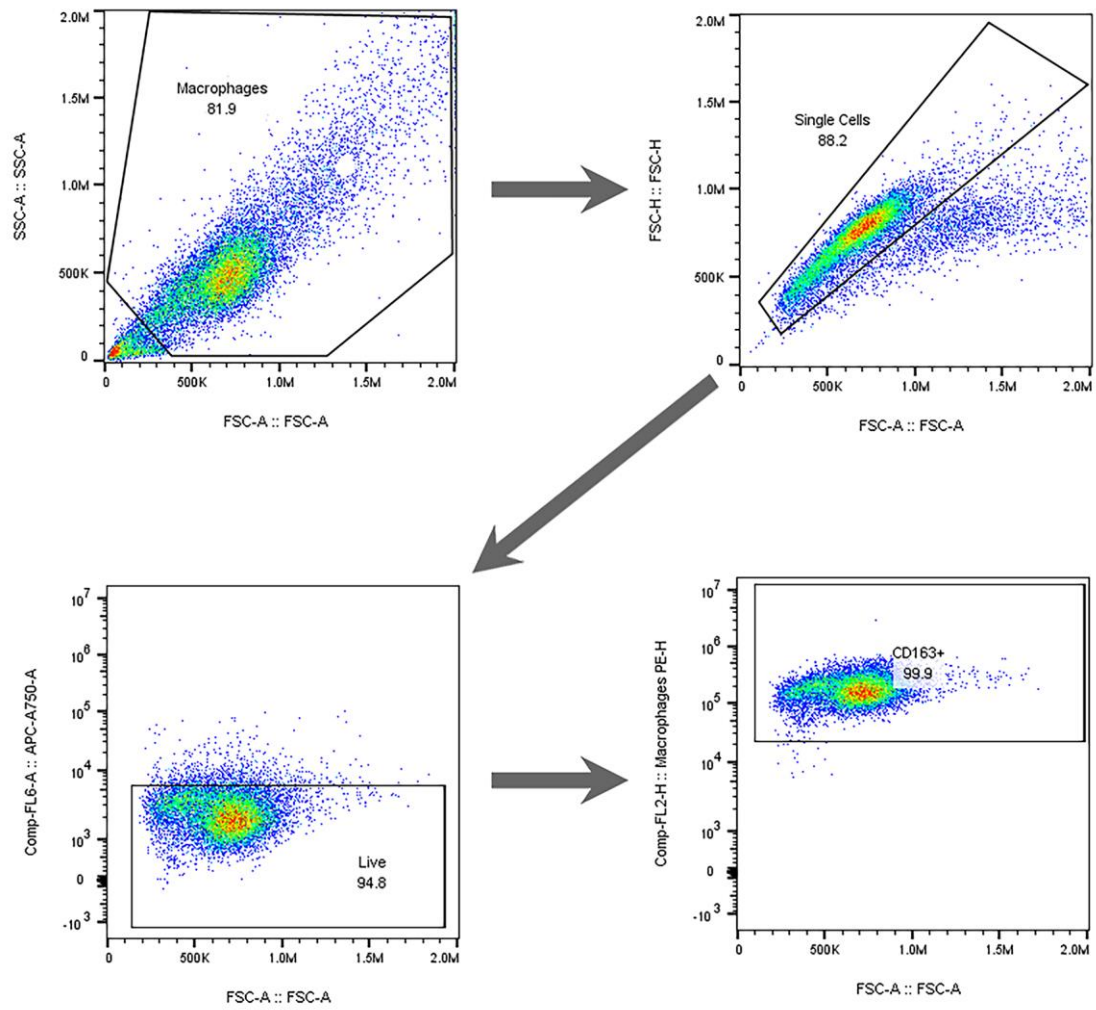 2.0M
1.5M
1.0M
500K
0
SSC-A :: SSC-A
Macrophages
81.9
0 500K 1.0M 1.5M 2.0M
FSC-A :: FSC-A
2.0M
1.5M
1.0M
500K
0
FSC-H :: FSC-H
Single Cells
88.2
0 500K 1.0M 1.5M 2.0M
FSC-A :: FSC-A
10^7
10^6
10^5
10^4
10^3
0
-10^3
Comp-FL6-A :: APC-A750-A
Live
94.8
0 500K 1.0M 1.5M 2.0M
FSC-A :: FSC-A
10^7
10^6
10^5
10^4
10^3
0
-10^3
Comp-FL2-H :: Macrophages PE-H
CD163+
99.9
0 500K 1.0M 1.5M 2.0M
FSC-A :: FSC-A